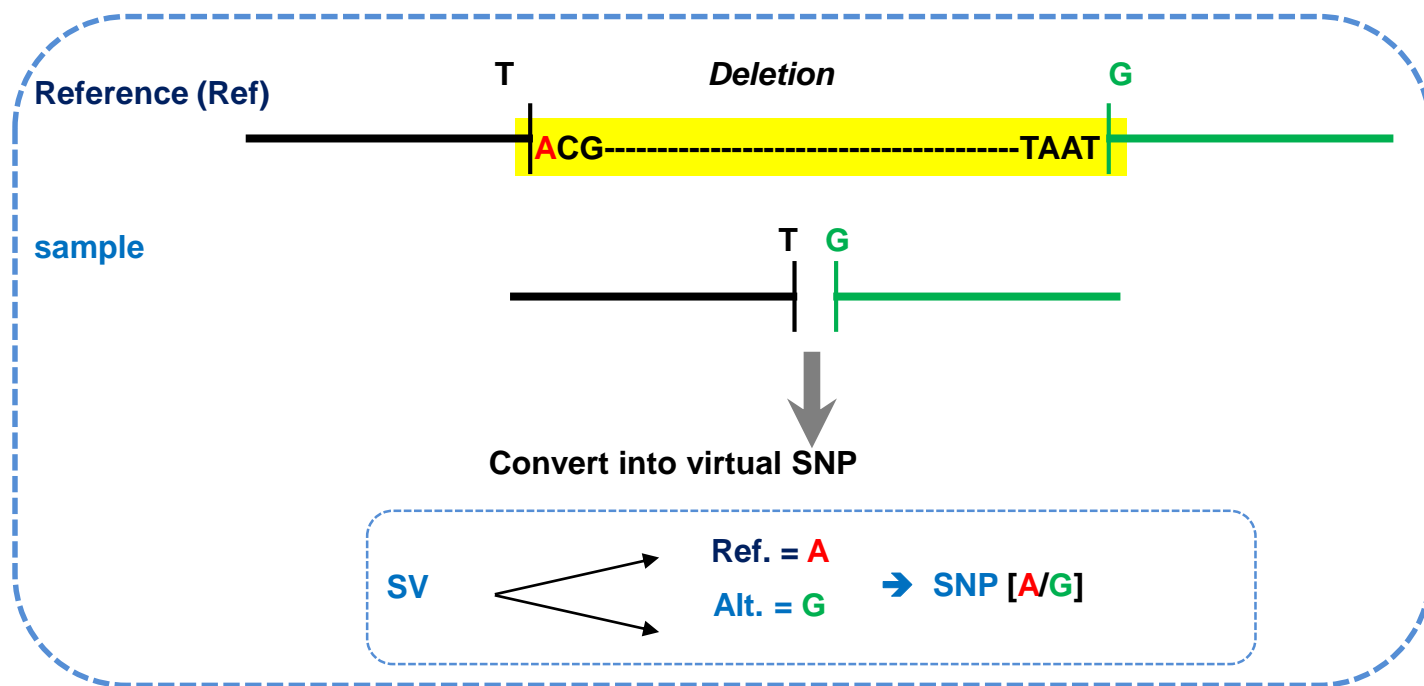 T Deletion G
Reference (Ref)
ACG---------------------------------------TAAT
T G
sample
Convert into virtual SNP
Ref. = A
SV ➔ SNP [A/G]
Alt. = G